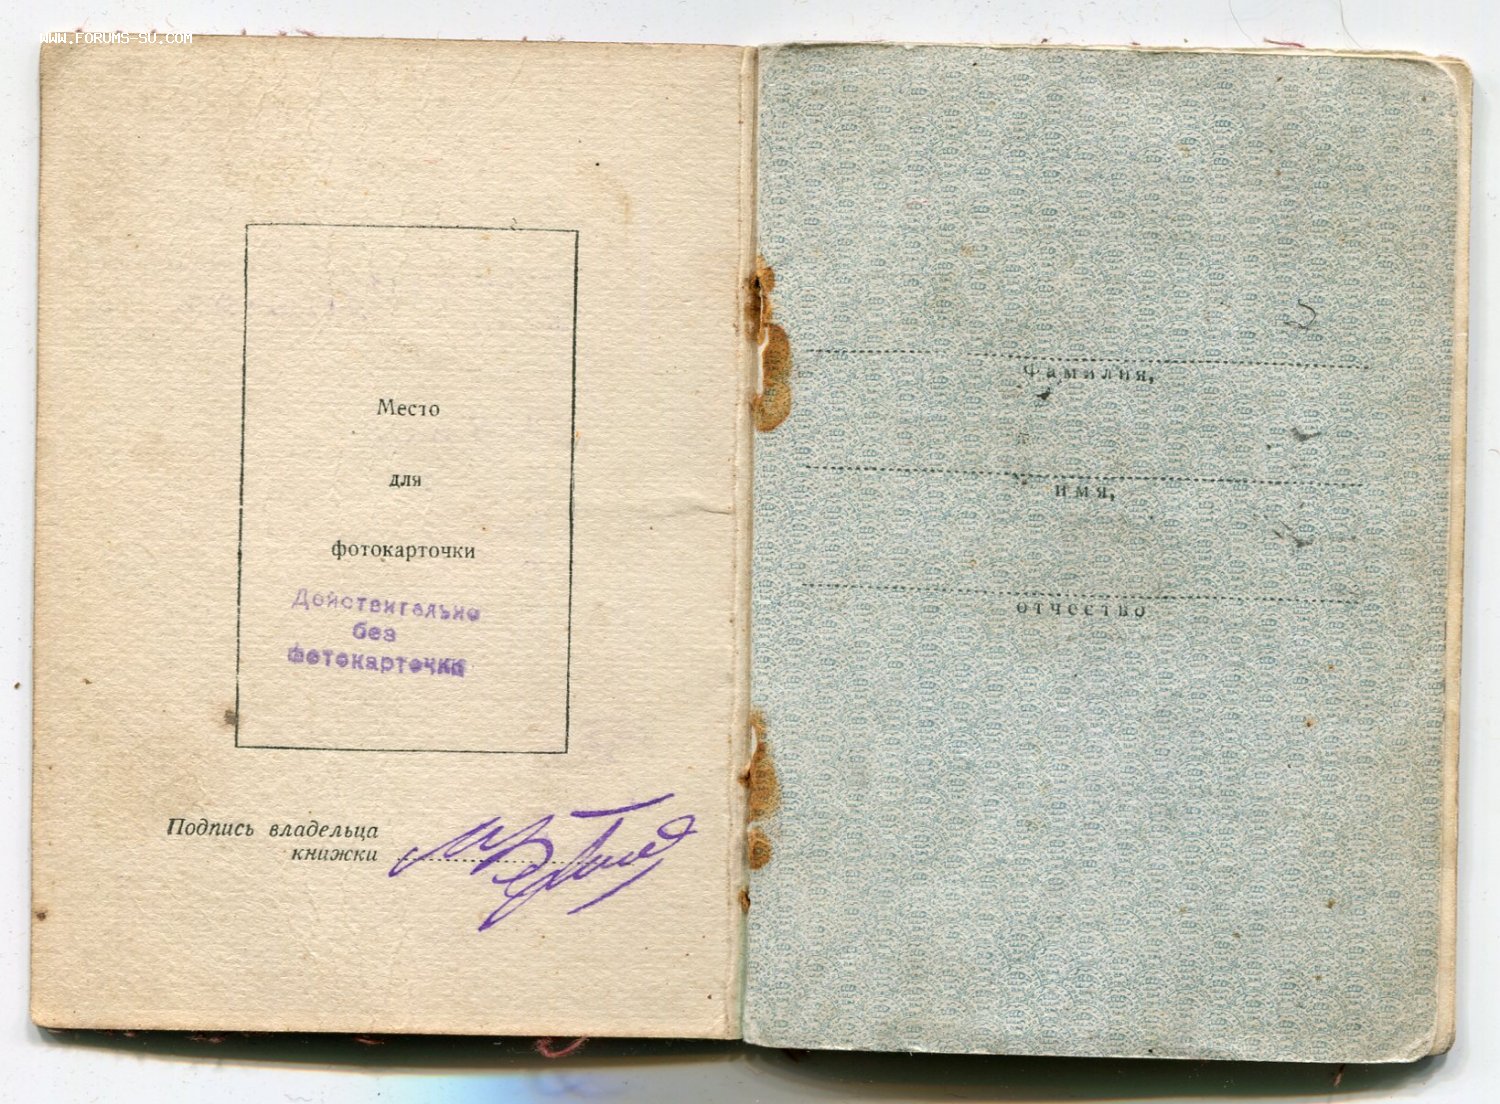 WWW.FORUMS-SU.COM
Место
для
фотокарточки
Действительно
без
фотокарточки
Подпись владельца
книжки
Фамилия,
имя,
отчество